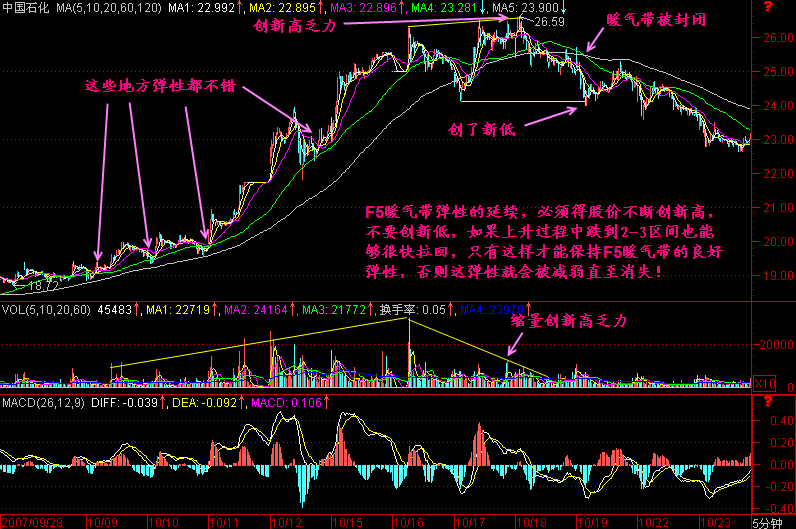 中国石化 MA(5,10,20,60,120) MA1: 22.992↑, MA2: 22.895↑, MA3: 22.896↑, MA4: 23.281↓, MA5: 23.900↓
?
创新高乏力
26.59
暖气带被封闭
26.00
25.00
24.00
23.00
22.00
21.00
20.00
19.00
这些地方弹性都不错
创了新低
F5暖气带弹性的延续，必须得股价不断创新高，
不要创新低，如果上升过程中跌到2-3区间也能
够很快拉回，只有这样才能保持F5暖气带的良好
弹性，否则这弹性就会被减弱直至消失！
VOL(5,10,20,60) 45483↑, MA1: 22719↑, MA2: 24164↑, MA3: 21772↑, 换手率: 0.05↑, MA4: 23970↑
缩量创新高乏力
20000
X10
MACD(26,12,9) DIFF: -0.039↑, DEA: -0.092↑, MACD: 0.106↑
?
0.40
0.20
0.00
-0.20
-0.40
2007/09/28 10/09 10/10 10/11 10/12 10/15 10/16 10/17 10/18 10/19 10/22 10/23 5分钟